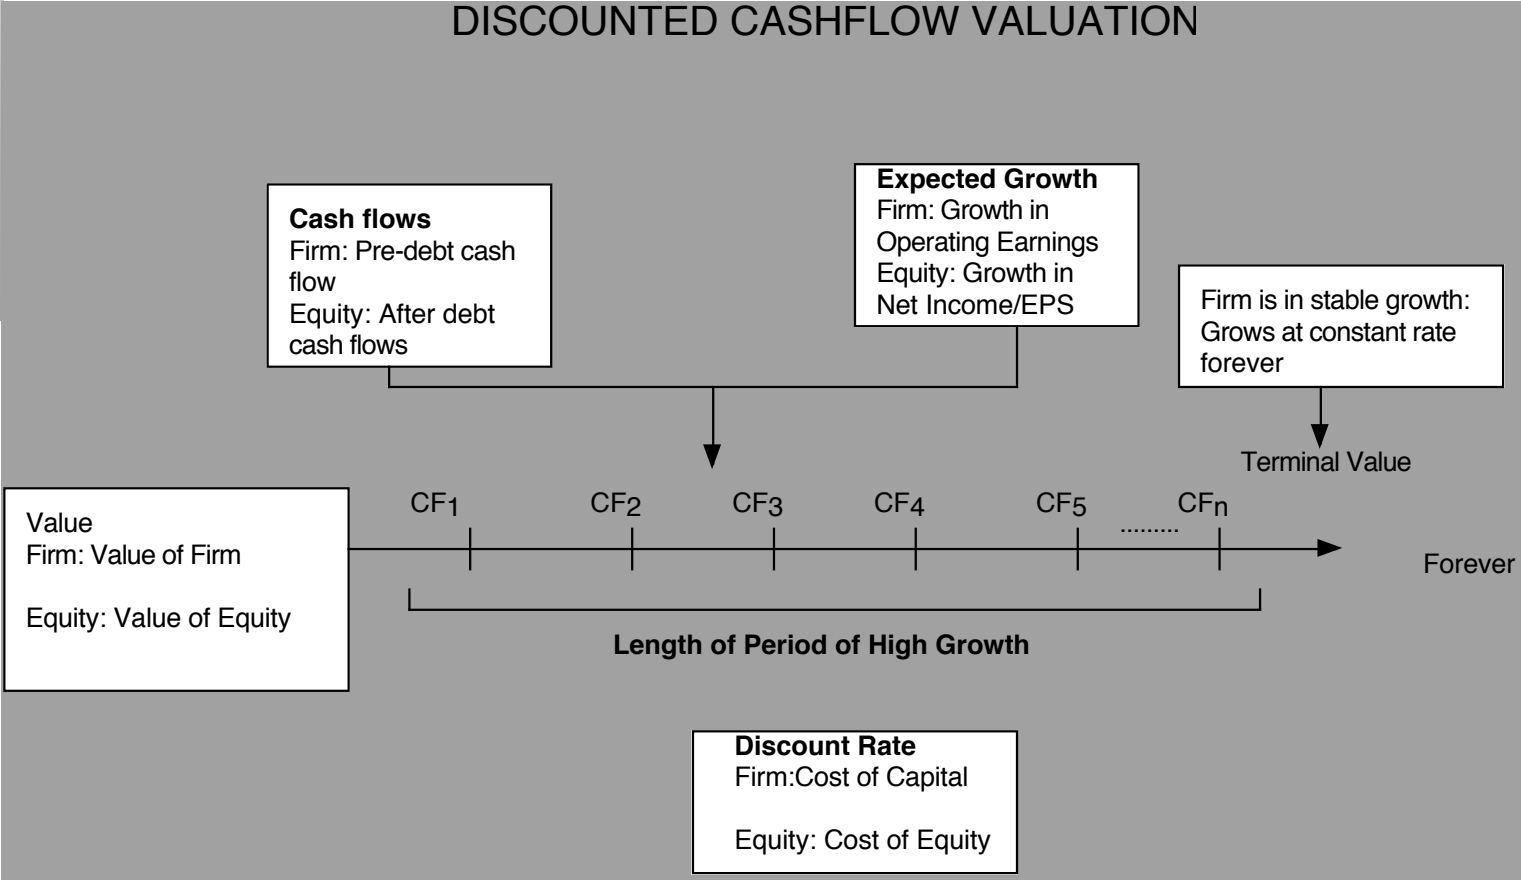 DISCOUNTED CASHFLOW VALUATION
Cash flows
Firm: Pre-debt cash
flow
Equity: After debt
cash flows
Expected Growth
Firm: Growth in
Operating Earnings
Equity: Growth in
Net Income/EPS
Firm is in stable growth:
Grows at constant rate
forever
Terminal Value
CF1 CF2 CF3 CF4 CF5 ......... CFn
Forever
Value
Firm: Value of Firm
Equity: Value of Equity
Length of Period of High Growth
Discount Rate
Firm:Cost of Capital
Equity: Cost of Equity